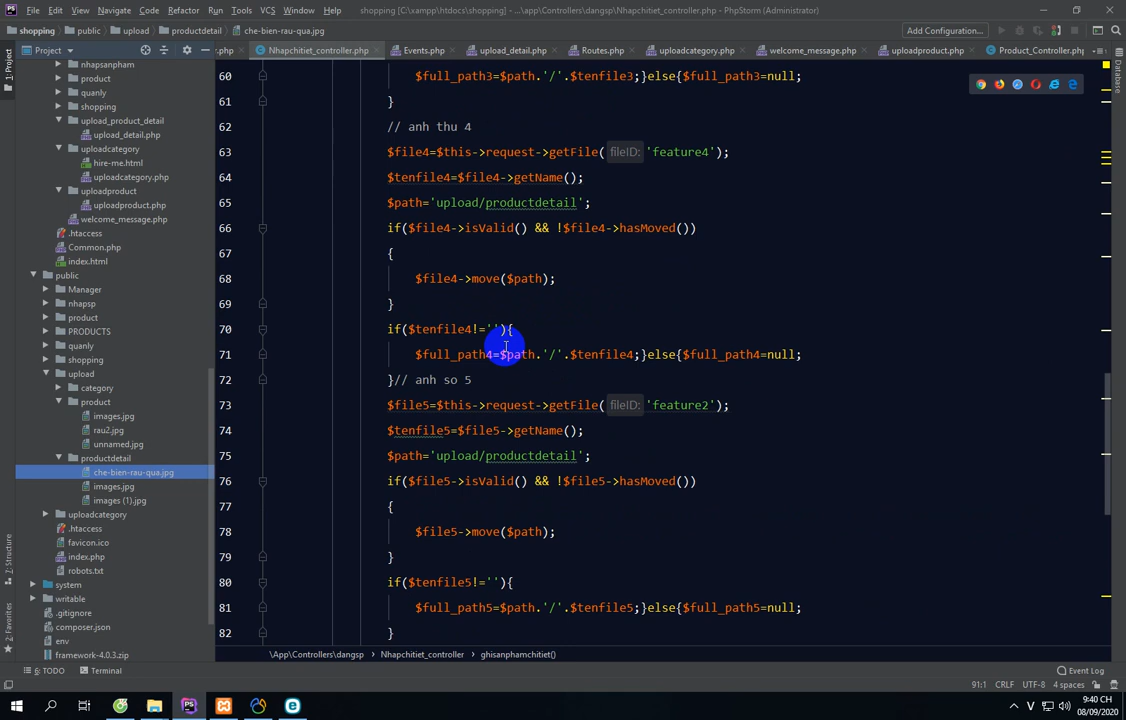 File Edit View Navigate Code Refactor Run Tools VCS Window Help shopping [C:\xampp\htdocs\shopping] - ...\app\Controllers\dangsp\Nhapchitiet_controller.php - PhpStorm (Administrator)
shopping public upload productdetail che-bien-rau-qua.jpg Add Configuration...
Project .php Nhapchitiet_controller.php Events.php upload_detail.php Routes.php uploadcategory.php welcome_message.php uploadproduct.php Product_Controller.php
1: Project
Database
nhapsanpham
product
quanly
shopping
upload_product_detail
upload_detail.php
uploadcategory
hire-me.html
uploadcategory.php
uploadproduct
uploadproduct.php
welcome_message.php
.htaccess
Common.php
index.html
public
Manager
nhapsp
product
PRODUCTS
quanly
shopping
upload
category
product
images.jpg
rau2.jpg
unnamed.jpg
productdetail
che-bien-rau-qua.jpg
images.jpg
images (1).jpg
uploadcategory
.htaccess
favicon.ico
index.php
robots.txt
system
writable
.gitignore
composer.json
env
framework-4.0.3.zip
Z: Structure
2: Favorites
60 $full_path3=$path.'/'.$tenfile3;}else{$full_path3=null;
61 }
62 // anh thu 4
63 $file4=$this->request->getFile( fileID: 'feature4');
64 $tenfile4=$file4->getName();
65 $path='upload/productdetail';
66 if($file4->isValid() && !$file4->hasMoved())
67 {
68 $file4->move($path);
69 }
70 if($tenfile4!=''){
71 $full_path4=$path.'/'.$tenfile4;}else{$full_path4=null;
72 }// anh so 5
73 $file5=$this->request->getFile( fileID: 'feature2');
74 $tenfile5=$file5->getName();
75 $path='upload/productdetail';
76 if($file5->isValid() && !$file5->hasMoved())
77 {
78 $file5->move($path);
79 }
80 if($tenfile5!=''){
81 $full_path5=$path.'/'.$tenfile5;}else{$full_path5=null;
82 }
\App\Controllers\dangsp Nhapchitiet_controller ghisanphamchitiet()
6: TODO Terminal Event Log
91:1 CRLF UTF-8 4 spaces
V 9:40 CH
08/09/2020